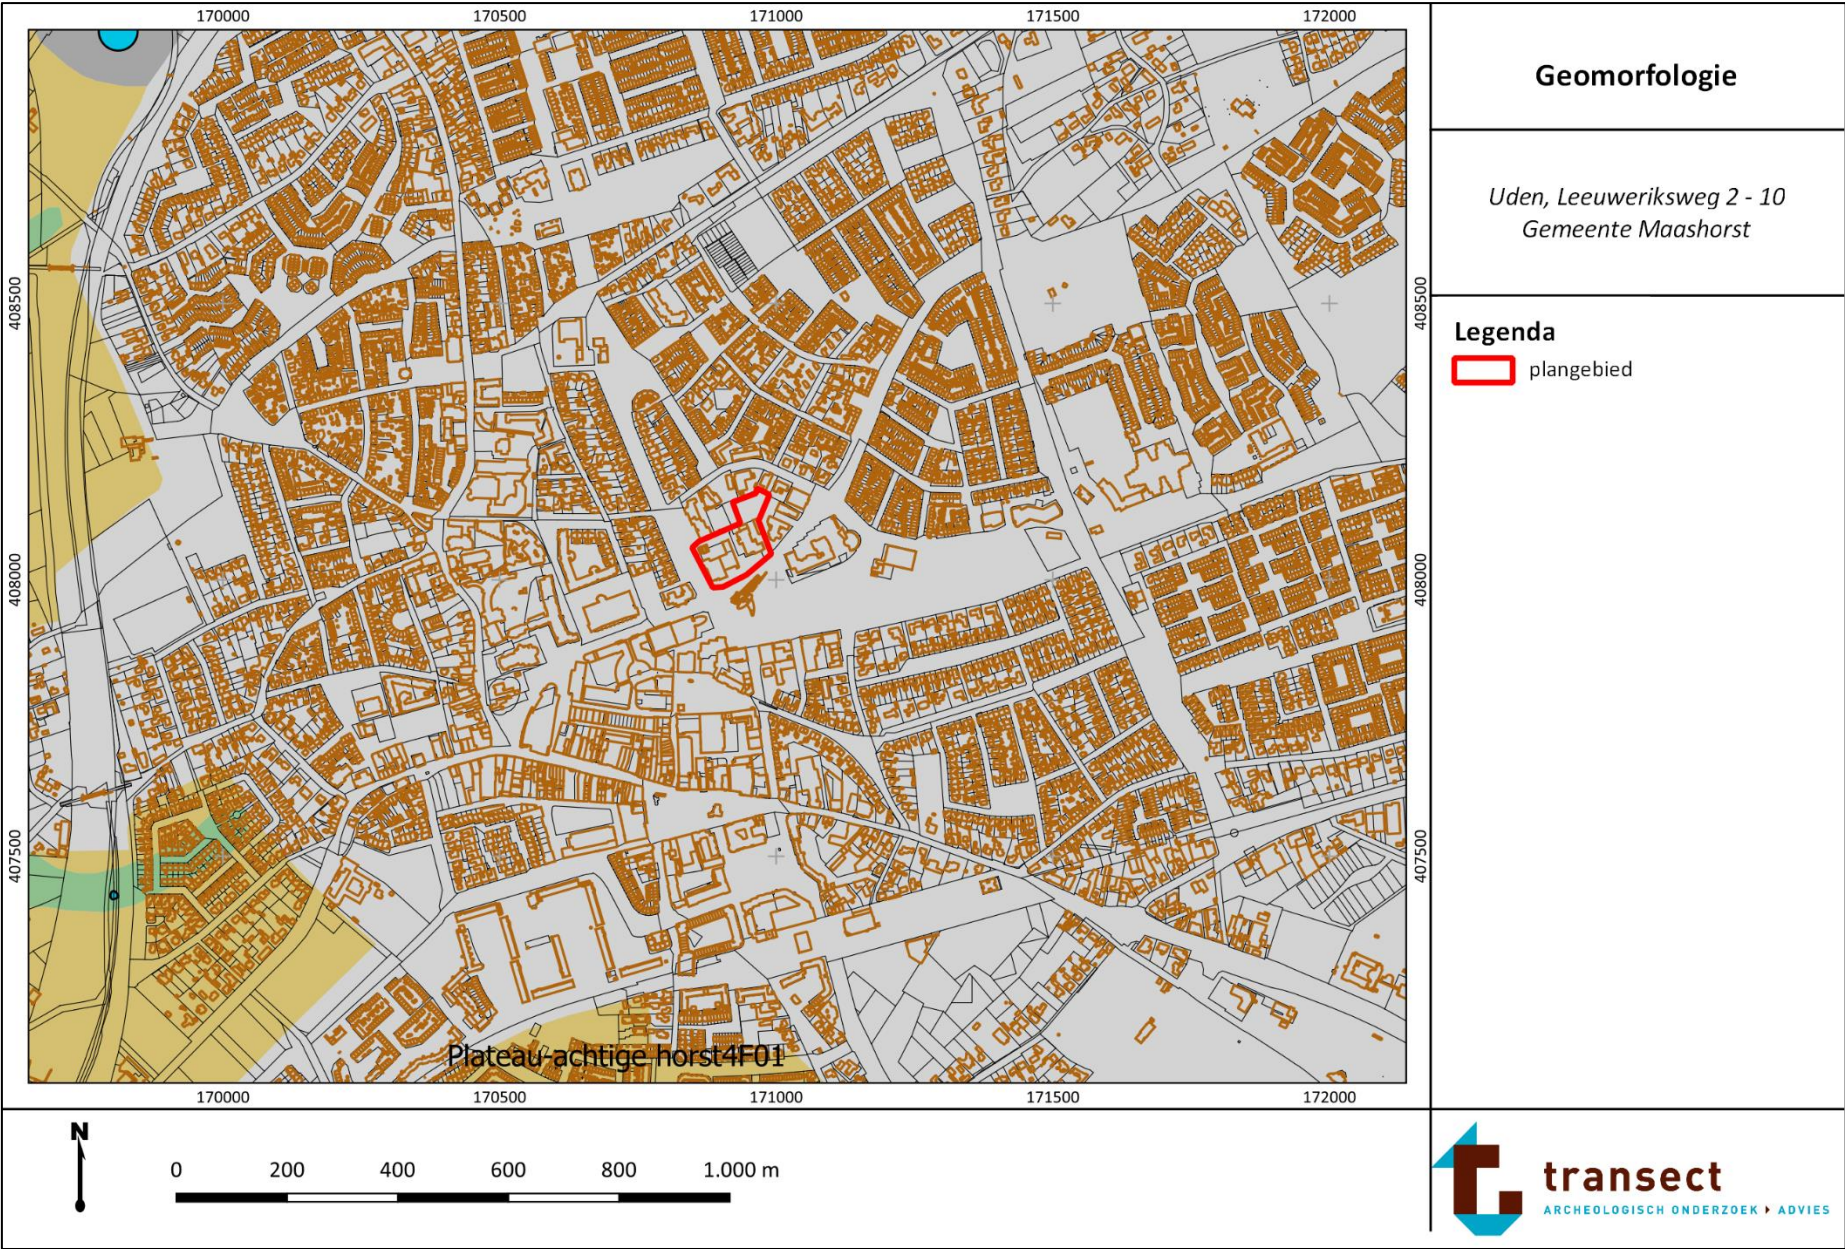 170000 170500 171000 171500 172000
408500
408000
407500
408500
408000
407500
Plateau-achtige horst4F01
170000 170500 171000 171500 172000
Geomorfologie
Uden, Leeuweriksweg 2 - 10
Gemeente Maashorst
Legenda
plangebied
N
0 200 400 600 800 1.000 m
transect
ARCHEOLOGISCH ONDERZOEK ADVIES